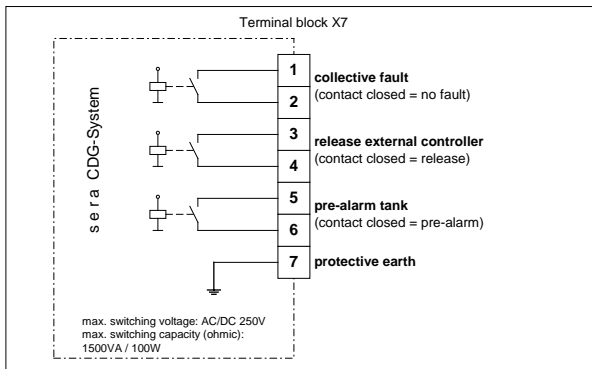 Terminal block X7
sera CDG-System
1
collective fault
2
(contact closed = no fault)
3
release external controller
4
(contact closed = release)
5
pre-alarm tank
6
(contact closed = pre-alarm)
7
protective earth
max. switching voltage: AC/DC 250V
max. switching capacity (ohmic):
1500VA / 100W